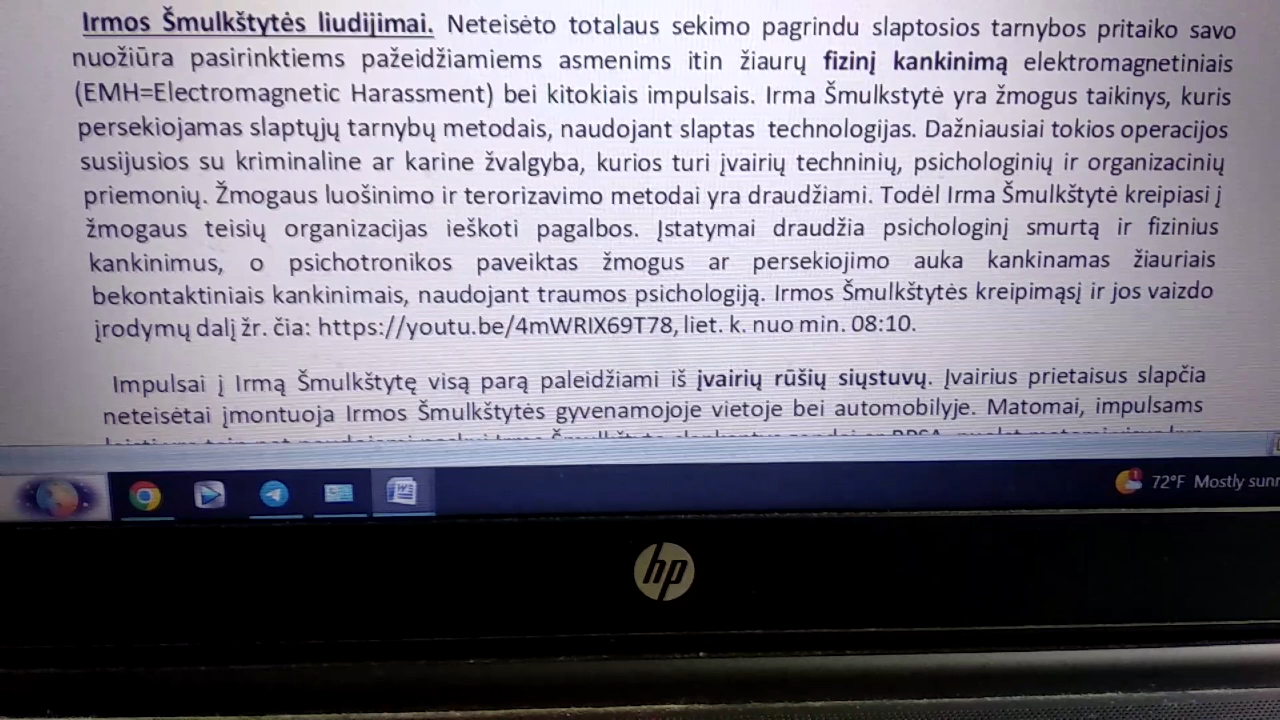 Irmos Šmulkštytės liudijimai. Neteisėto totalaus sekimo pagrindu slaptosios tarnybos pritaiko savo
nuožiūra pasirinktiems pažeidžiamiems asmenims itin žiaurų fizinį kankinimą elektromagnetiniais
(EMH=Electromagnetic Harassment) bei kitokiais impulsais. Irma Šmulkstytė yra žmogus taikinys, kuris
persekiojamas slaptųjų tarnybų metodais, naudojant slaptas technologijas. Dažniausiai tokios operacijos
susijusios su kriminaline ar karine žvalgyba, kurios turi įvairių techninių, psichologinių ir organizacinių
priemonių. Žmogaus luošinimo ir terorizavimo metodai yra draudžiami. Todėl Irma Šmulkštytė kreipiasi į
žmogaus teisių organizacijas ieškoti pagalbos. Įstatymai draudžia psichologinį smurtą ir fizinius
kankinimus, o psichotronikos paveiktas žmogus ar persekiojimo auka kankinamas žiauriais
bekontaktiniais kankinimais, naudojant traumos psichologiją. Irmos Šmulkštytės kreipimąsį ir jos vaizdo
įrodymų dalį žr. čia: https://youtu.be/4mWRIX69T78, liet. k. nuo min. 08:10.
Impulsai į Irmą Šmulkštytę visą parą paleidžiami iš įvairių rūšių siųstuvų. Įvairius prietaisus slapčia
neteisėtai įmontuoja Irmos Šmulkštytės gyvenamojoje vietoje bei automobilyje. Matomai, impulsams
72°F Mostly
hp